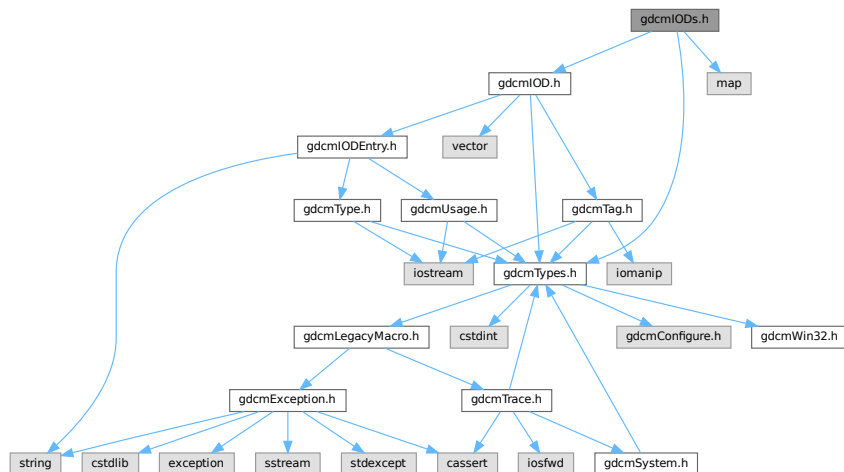 gdcmIODs.h
gdcmIOD.h
map
gdcmIODEntry.h
vector
gdcmType.h
gdcmUsage.h
gdcmTag.h
iostream
gdcmTypes.h
iomanip
gdcmLegacyMacro.h
cstdint
gdcmConfigure.h
gdcmWin32.h
gdcmException.h
gdcmTrace.h
string
cstdlib
exception
sstream
stdexcept
cassert
iosfwd
gdcmSystem.h